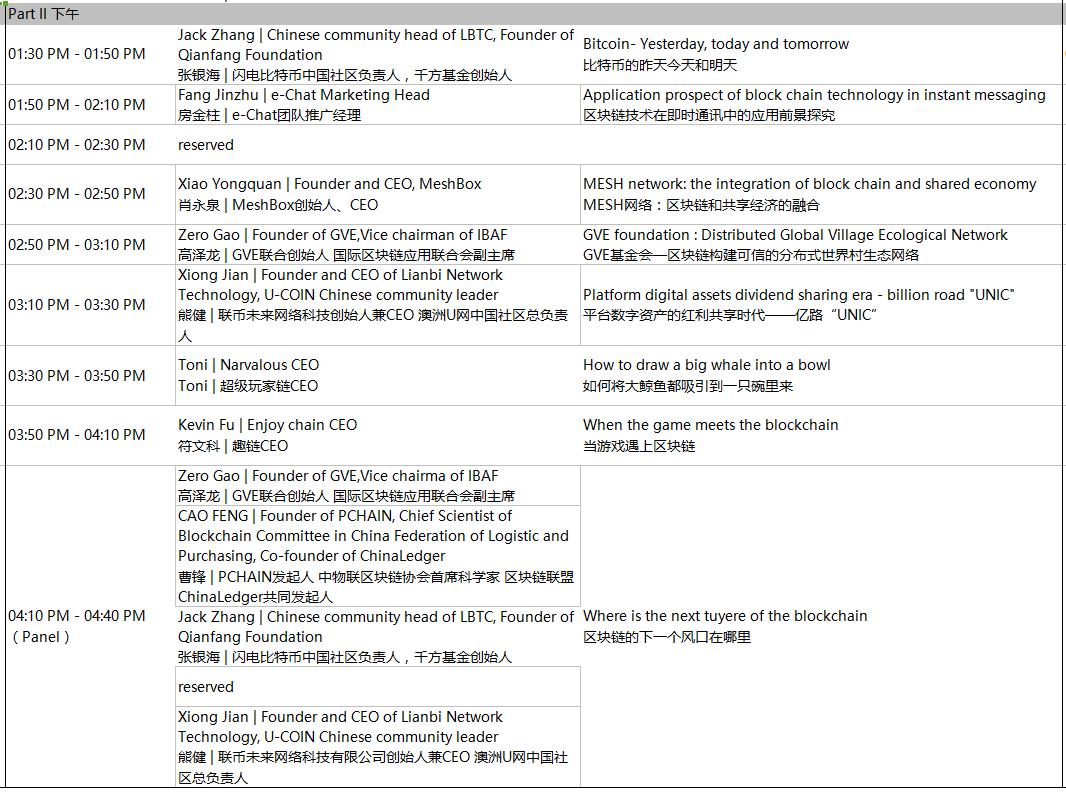 Part II 下午
01:30 PM - 01:50 PM
Jack Zhang | Chinese community head of LBTC, Founder of
Qianfang Foundation
张银海 | 闪电比特币中国社区负责人，千方基金创始人
Bitcoin- Yesterday, today and tomorrow
比特币的昨天今天和明天
01:50 PM - 02:10 PM
Fang Jinzhu | e-Chat Marketing Head
房金柱 | e-Chat团队推广经理
Application prospect of block chain technology in instant messaging
区块链技术在即时通讯中的应用前景探究
02:10 PM - 02:30 PM
reserved
02:30 PM - 02:50 PM
Xiao Yongquan | Founder and CEO, MeshBox
肖永泉 | MeshBox创始人、CEO
MESH network: the integration of block chain and shared economy
MESH网络：区块链和共享经济的融合
02:50 PM - 03:10 PM
Zero Gao | Founder of GVE,Vice chairman of IBAF
高泽龙 | GVE联合创始人 国际区块链应用联合会副主席
GVE foundation : Distributed Global Village Ecological Network
GVE基金会—区块链构建可信的分布式世界村生态网络
03:10 PM - 03:30 PM
Xiong Jian | Founder and CEO of Lianbi Network
Technology, U-COIN Chinese community leader
熊健 | 联币未来网络科技创始人兼CEO 澳洲U网中国社区总负责
人
Platform digital assets dividend sharing era - billion road "UNIC"
平台数字资产的红利共享时代——亿路“UNIC”
03:30 PM - 03:50 PM
Toni | Narvalous CEO
Toni | 超级玩家链CEO
How to draw a big whale into a bowl
如何将大鲸鱼都吸引到一只碗里来
03:50 PM - 04:10 PM
Kevin Fu | Enjoy chain CEO
符文科 | 趣链CEO
When the game meets the blockchain
当游戏遇上区块链
04:10 PM - 04:40 PM
（Panel）
Zero Gao | Founder of GVE,Vice chairma of IBAF
高泽龙 | GVE联合创始人 国际区块链应用联合会副主席
CAO FENG | Founder of PCHAIN, Chief Scientist of
Blockchain Committee in China Federation of Logistic and
Purchasing, Co-founder of ChinaLedger
曹锋 | PCHAIN发起人 中物联区块链协会首席科学家 区块链联盟
ChinaLedger共同发起人
Jack Zhang | Chinese community head of LBTC, Founder of
Qianfang Foundation
张银海 | 闪电比特币中国社区负责人，千方基金创始人
reserved
Xiong Jian | Founder and CEO of Lianbi Network
Technology, U-COIN Chinese community leader
熊健 | 联币未来网络科技有限公司创始人兼CEO 澳洲U网中国社
区总负责人
Where is the next tuyere of the blockchain
区块链的下一个风口在哪里